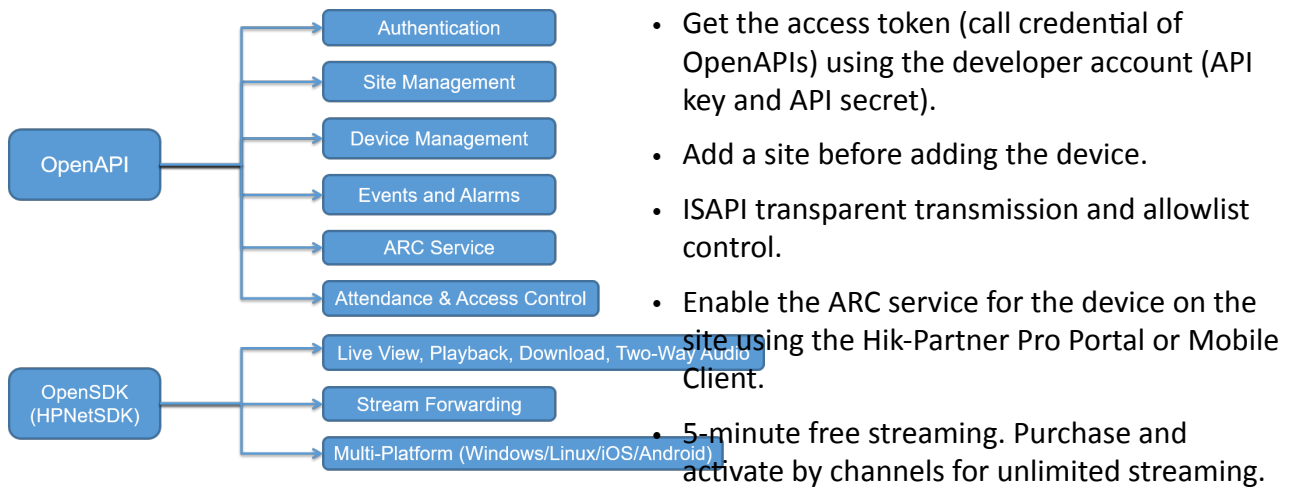 OpenAPI
Authentication
Site Management
Device Management
Events and Alarms
ARC Service
Attendance & Access Control
OpenSDK
(HPNetSDK)
Live View, Playback, Download, Two-Way Audio
Stream Forwarding
Multi-Platform (Windows/Linux/iOS/Android)
• Get the access token (call credential of
OpenAPIs) using the developer account (API
key and API secret).
• Add a site before adding the device.
• ISAPI transparent transmission and allowlist
control.
• Enable the ARC service for the device on the
site using the Hik-Partner Pro Portal or Mobile
Client.
• 5-minute free streaming. Purchase and
activate by channels for unlimited streaming.